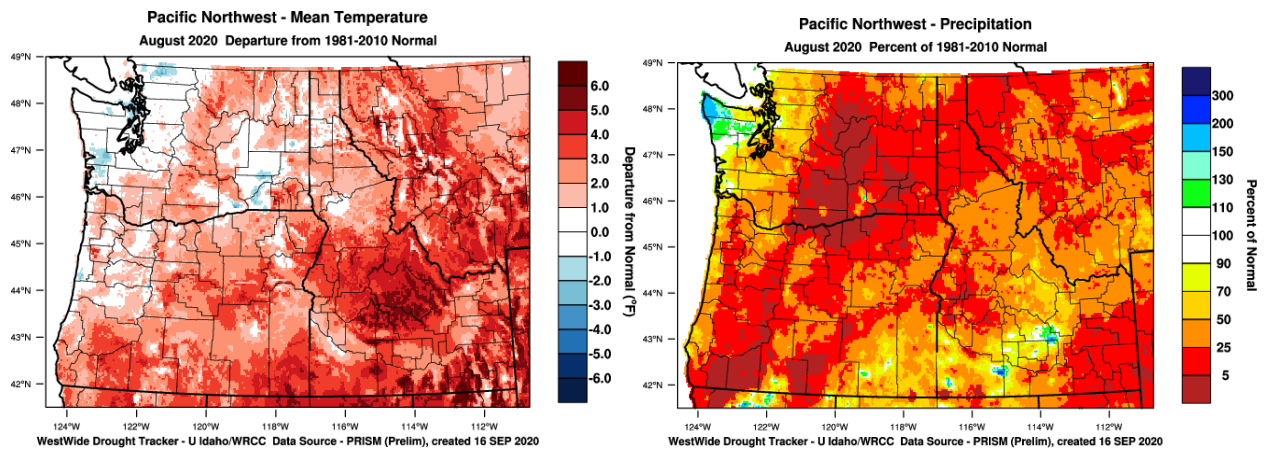 Pacific Northwest - Mean Temperature
August 2020 Departure from 1981-2010 Normal
49°N
48°N
47°N
46°N
45°N
44°N
43°N
42°N
124°W
122°W
120°W
118°W
116°W
114°W
112°W
6.0
5.0
4.0
3.0
2.0
1.0
0.0
-1.0
-2.0
-3.0
-4.0
-5.0
-6.0
Departure from Normal (°F)
WestWide Drought Tracker - U Idaho/WRCC Data Source - PRISM (Prelim), created 16 SEP 2020
Pacific Northwest - Precipitation
August 2020 Percent of 1981-2010 Normal
49°N
48°N
47°N
46°N
45°N
44°N
43°N
42°N
124°W
122°W
120°W
118°W
116°W
114°W
112°W
300
200
150
130
110
100
90
70
50
25
5
Percent of Normal
WestWide Drought Tracker - U Idaho/WRCC Data Source - PRISM (Prelim), created 16 SEP 2020